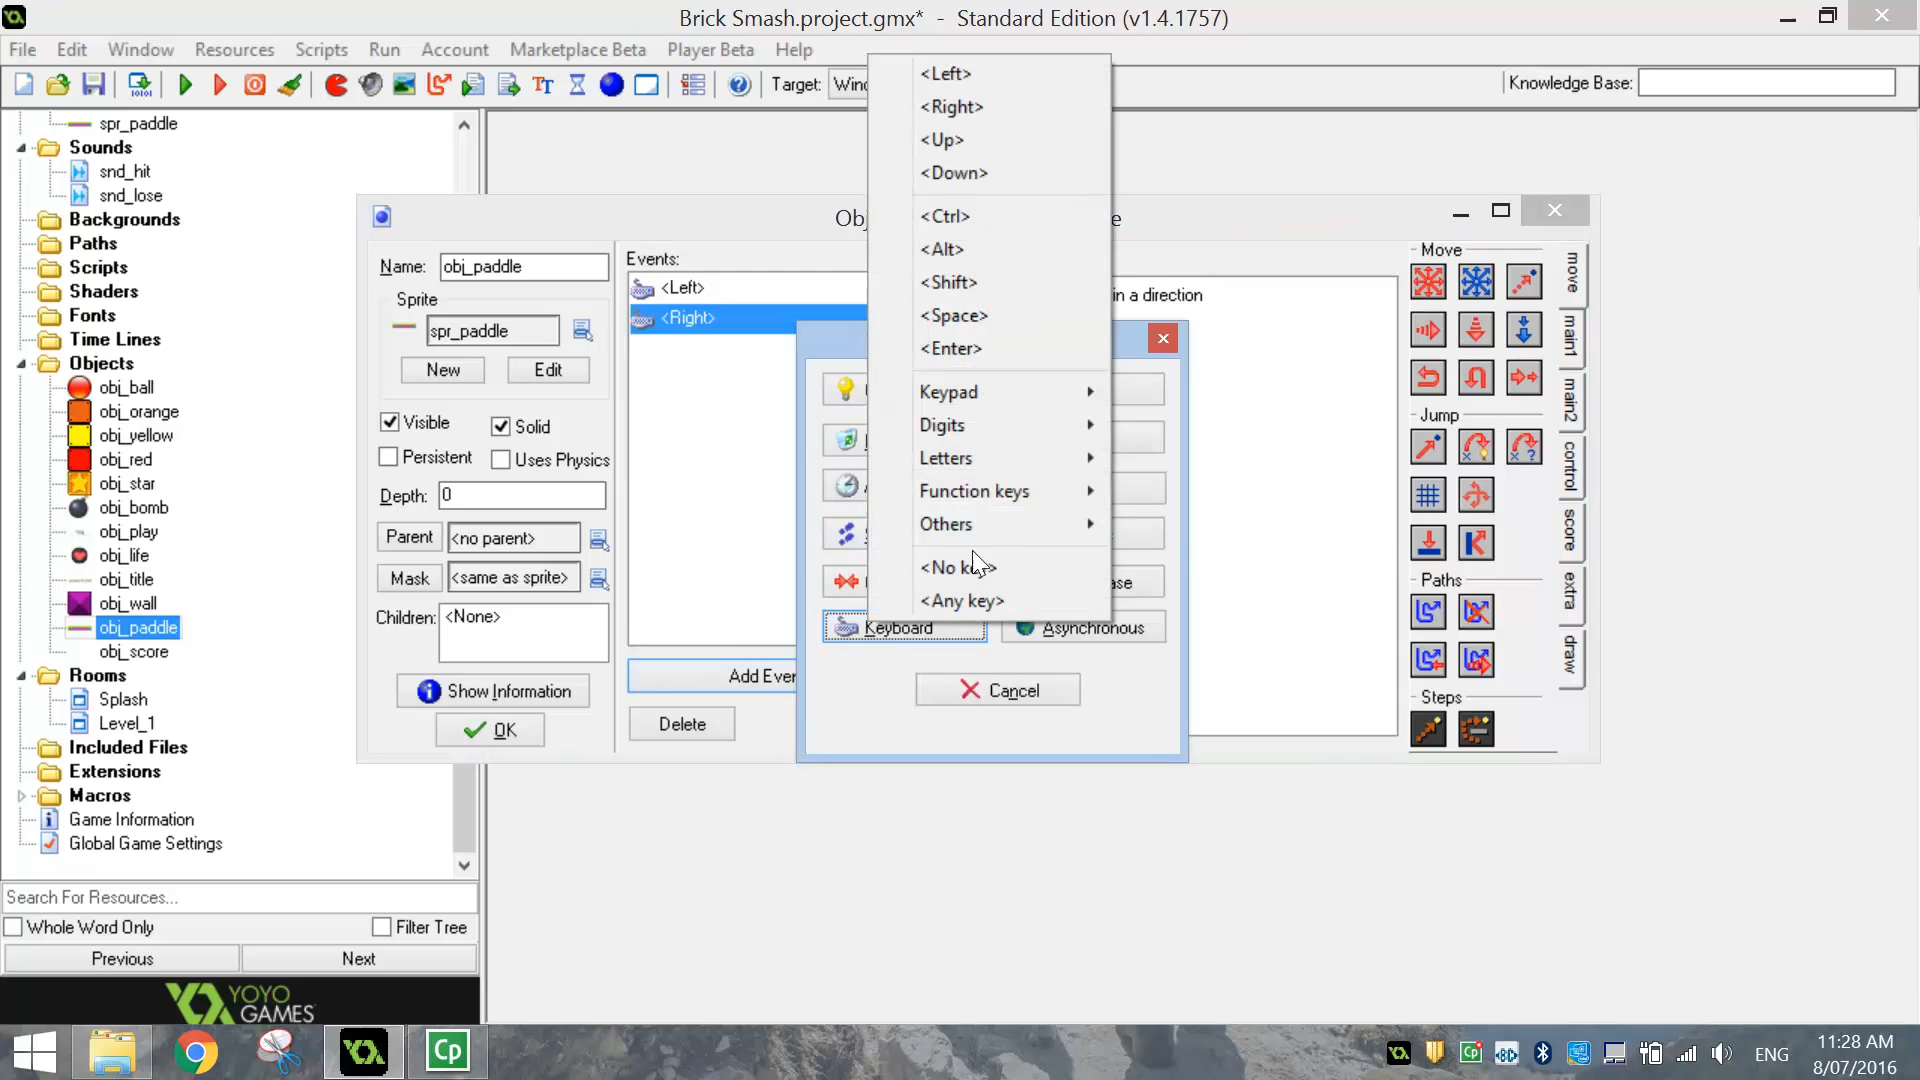 Brick Smash.project.gmx* - Standard Edition (v1.4.1757)
File Edit Window Resources Scripts Run Account Marketplace Beta Player Beta Help
Target:
Knowledge Base:
spr_paddle
Sounds
snd_hit
snd_lose
Backgrounds
Paths
Scripts
Shaders
Fonts
Time Lines
Objects
obj_ball
obj_orange
obj_yellow
obj_red
obj_star
obj_bomb
obj_play
obj_life
obj_title
obj_wall
obj_paddle
obj_score
Rooms
Splash
Level_1
Included Files
Extensions
Macros
Game Information
Global Game Settings
Search For Resources...
Whole Word Only
Filter Tree
Previous
Next
YOYO
GAMES
Name: obj_paddle
Sprite
spr_paddle
New
Edit
Visible
Solid
Persistent
Uses Physics
Depth: 0
Parent <no parent>
Mask <same as sprite>
Children: <None>
Show Information
OK
Events:
<Left>
<Right>
Delete
in a direction
<Left>
<Right>
<Up>
<Down>
<Ctrl>
<Alt>
<Shift>
<Space>
<Enter>
Keypad
Digits
Letters
Function keys
Others
<Any key>
Keyboard
Asynchronous
Cancel
Move
Jump
Paths
Steps
move
main1
main2
control
score
extra
draw
Cp
ENG
11:28 AM
8/07/2016